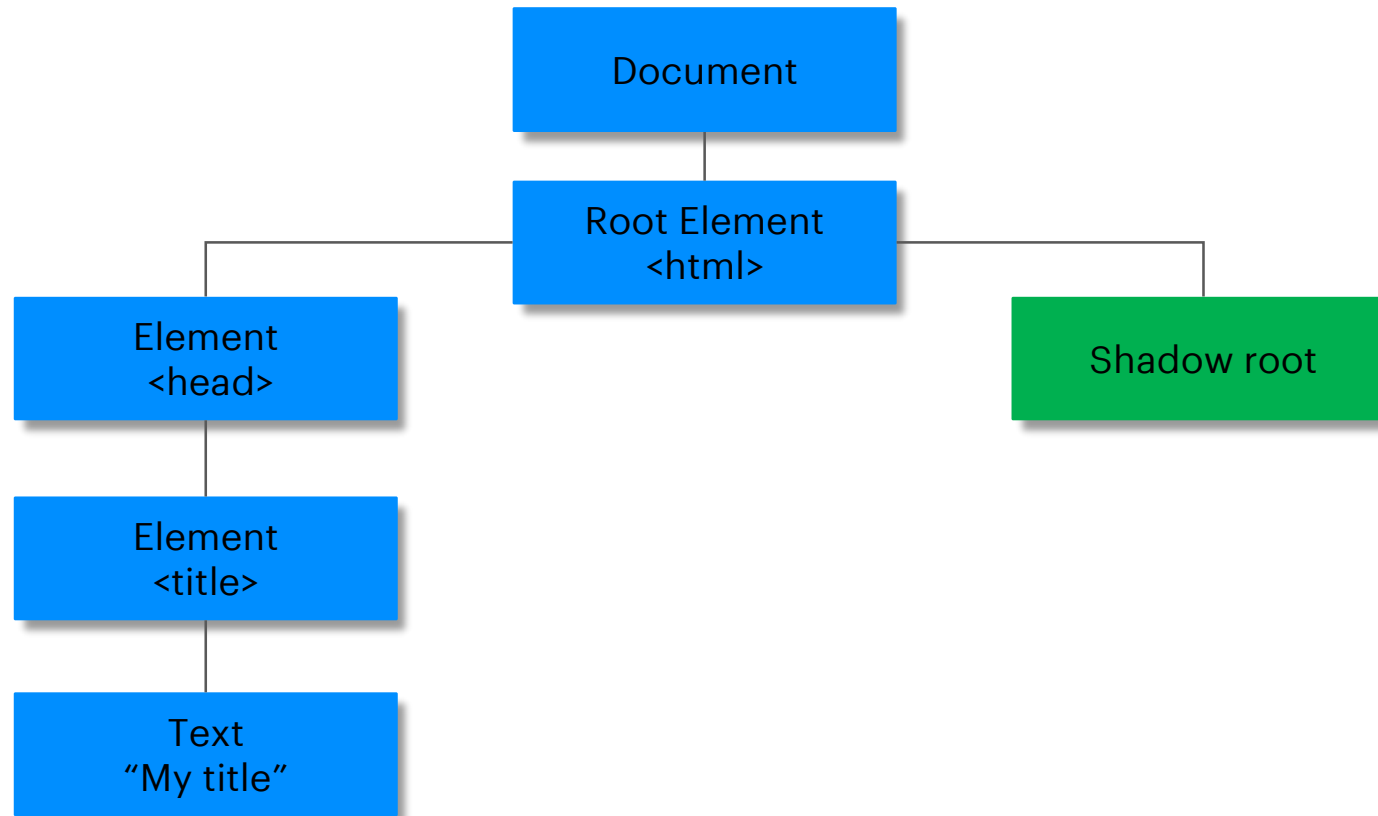 Document
Root Element
<html>
Element
<head>
Shadow root
Element
<title>
Text
“My title”